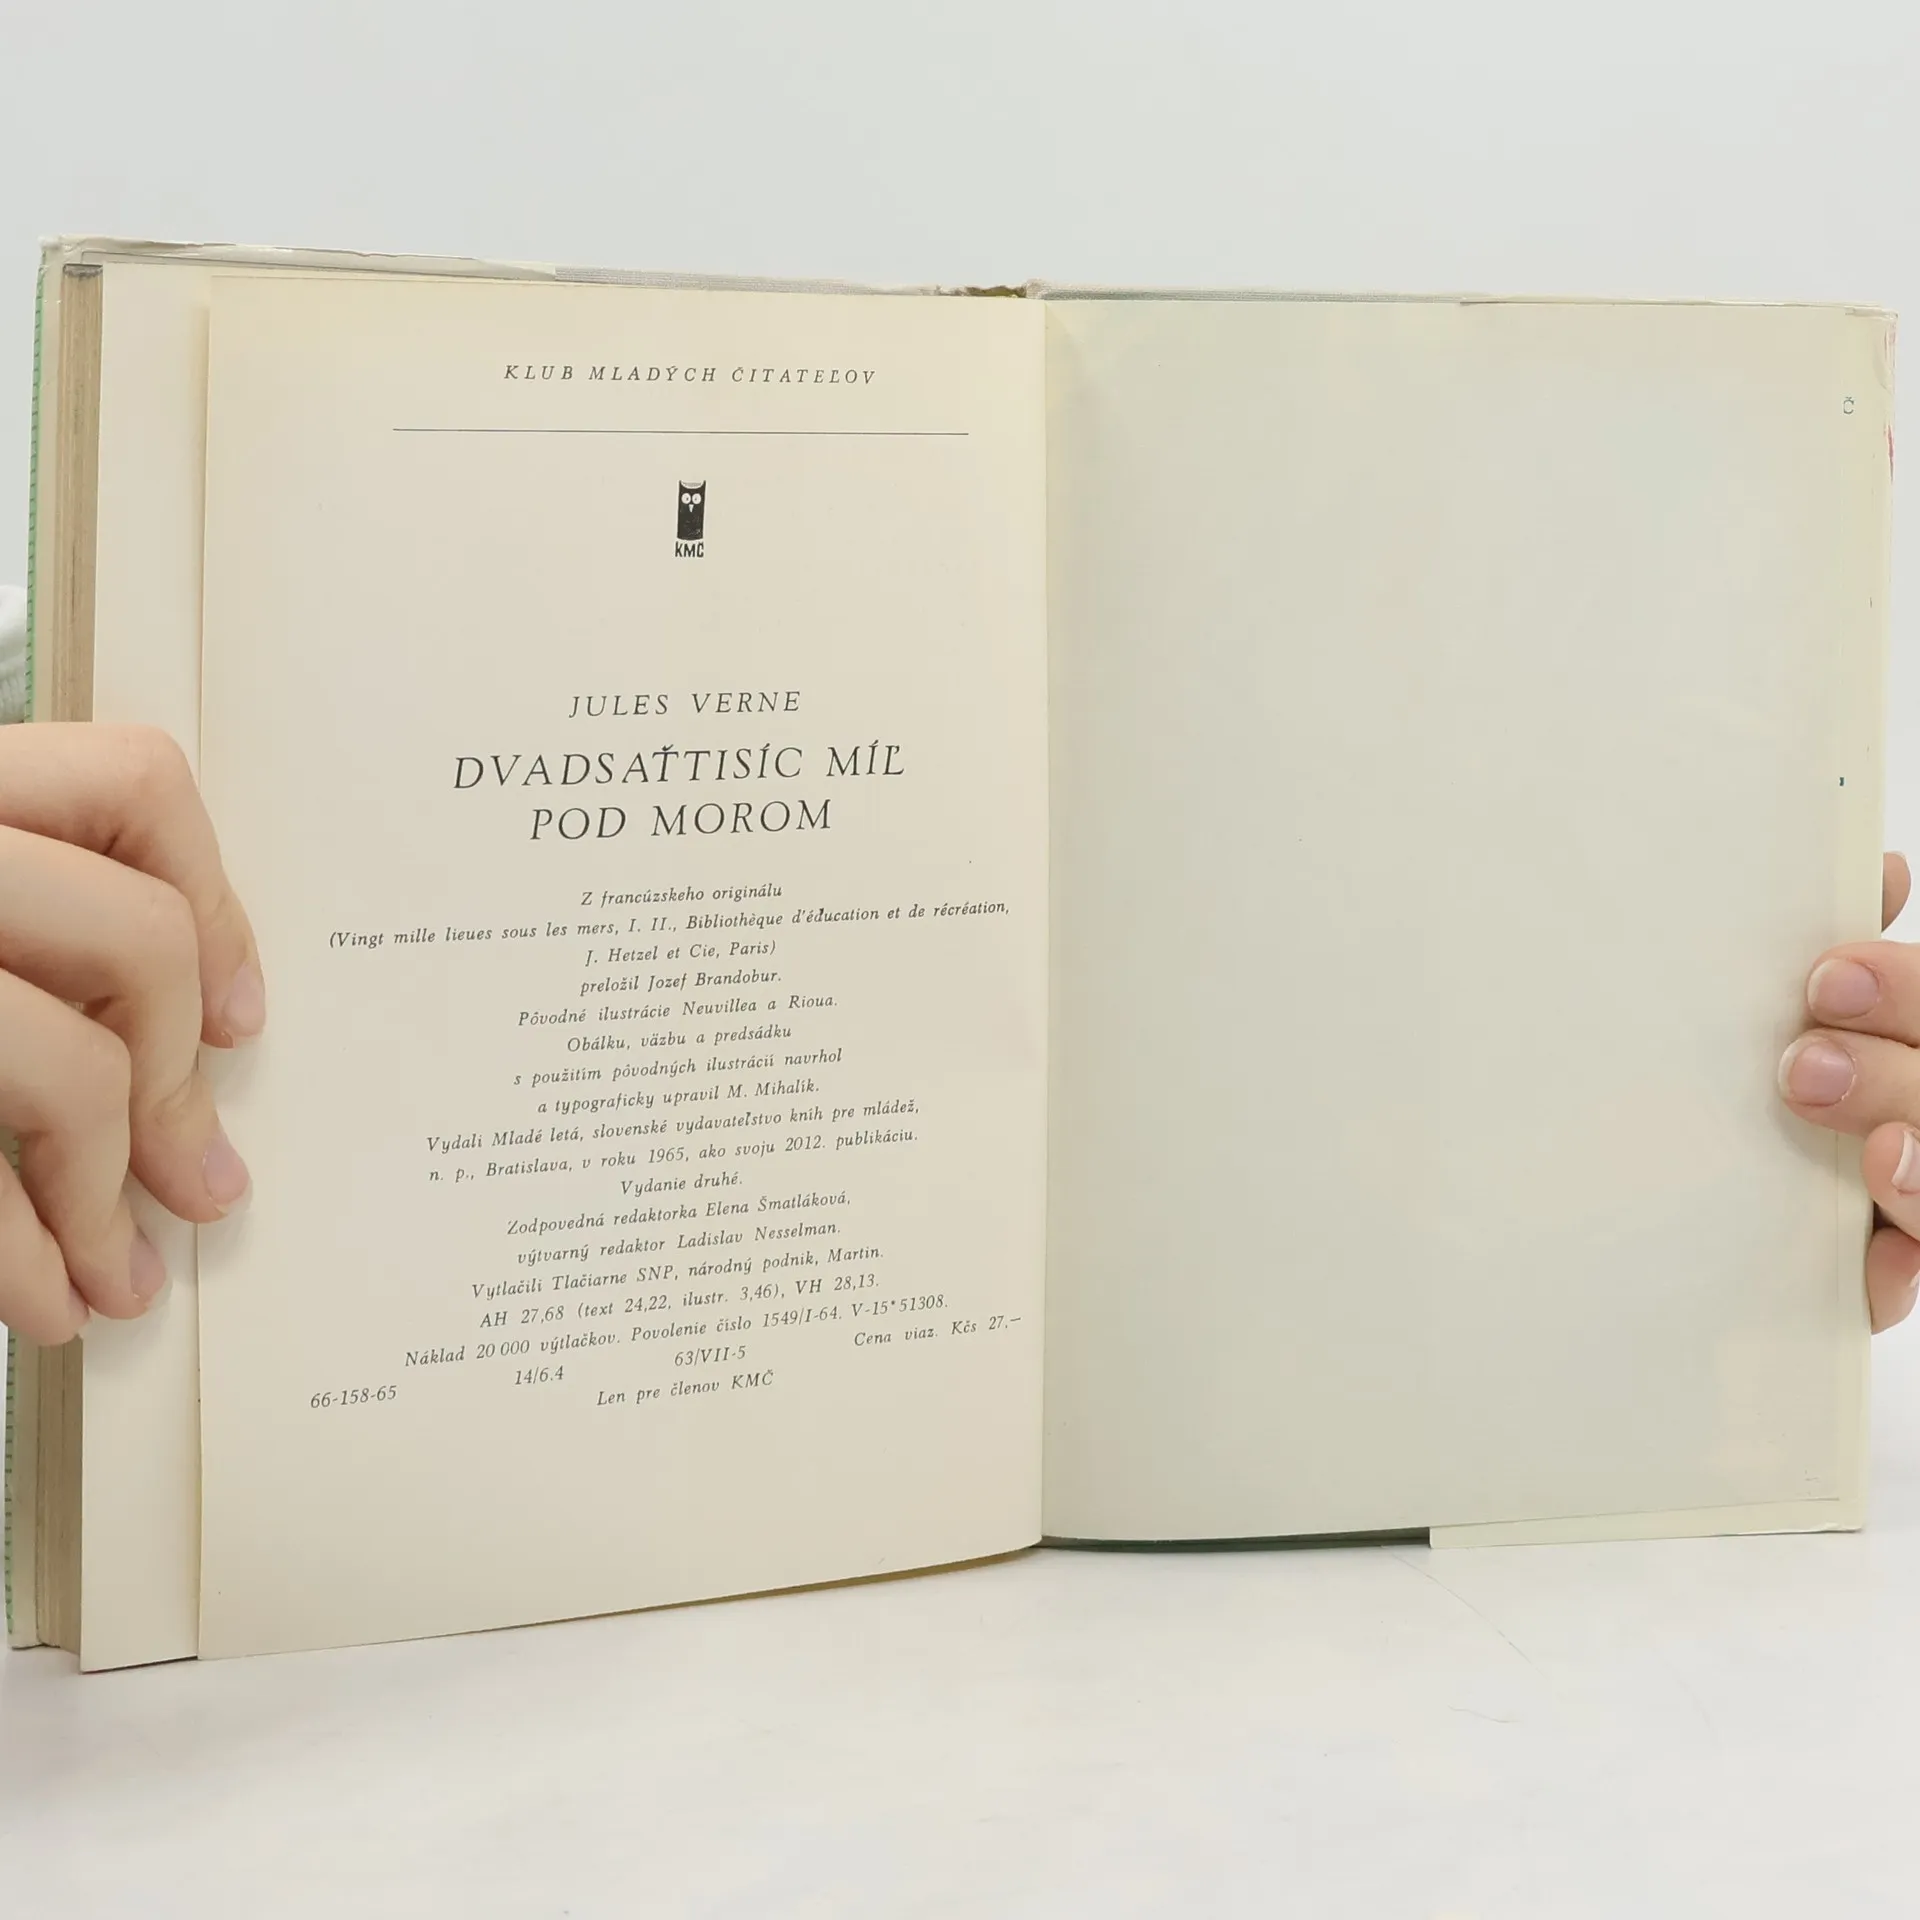 KLUB MLADÝCH ČITATEĽOV
KMČ
JULES VERNE
DVADSAŤTISÍC MÍĽ
POD MOROM
Z francúzskeho originálu
(Vingt mille lieues sous les mers, I. II., Bibliothèque d'éducation et de récréation,
J. Hetzel et Cie, Paris)
preložil Jozef Brandobur.
Pôvodné ilustrácie Neuvillea a Rioua.
Obálku, väzbu a predsádku
s použitím pôvodných ilustrácií navrhol
a typograficky upravil M. Mihalík.
Vydali Mladé letá, slovenské vydavateľstvo kníh pre mládež,
n. p., Bratislava, v roku 1965, ako svoju 2012. publikáciu.
Vydanie druhé.
Zodpovedná redaktorka Elena Šmatláková,
výtvarný redaktor Ladislav Nesselman.
Vytlačili Tlačiarne SNP, národný podnik, Martin.
AH 27,68 (text 24,22, ilustr. 3,46), VH 28,13.
Náklad 20 000 výtlačkov. Povolenie číslo 1549/I-64. V-15*51308.
66-158-65 14/6.4 63/VII-5 Cena viaz. Kčs 27.—
Len pre členov KMČ
Č